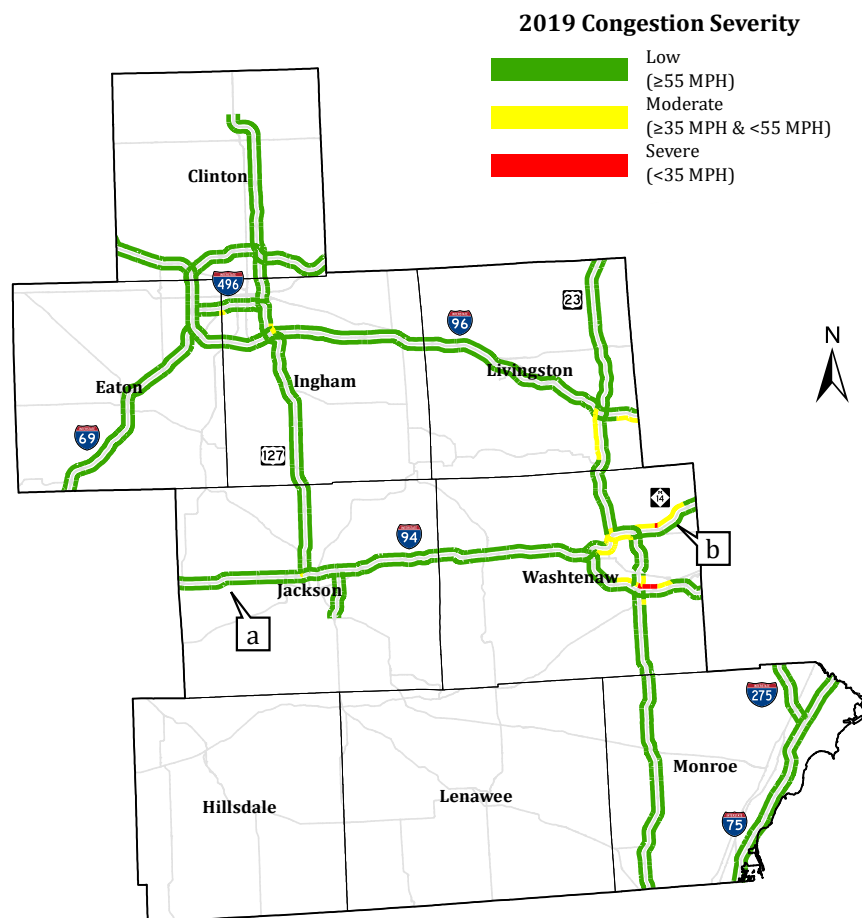 2019 Congestion Severity
Low
(≥55 MPH)
Moderate
(≥35 MPH & <55 MPH)
Severe
(<35 MPH)
Clinton
496
23
96
N
Livingston
Ingham
Eaton
69
127
M
14
94
b
Washtenaw
Jackson
a
275
Monroe
Lenawee
Hillsdale
75